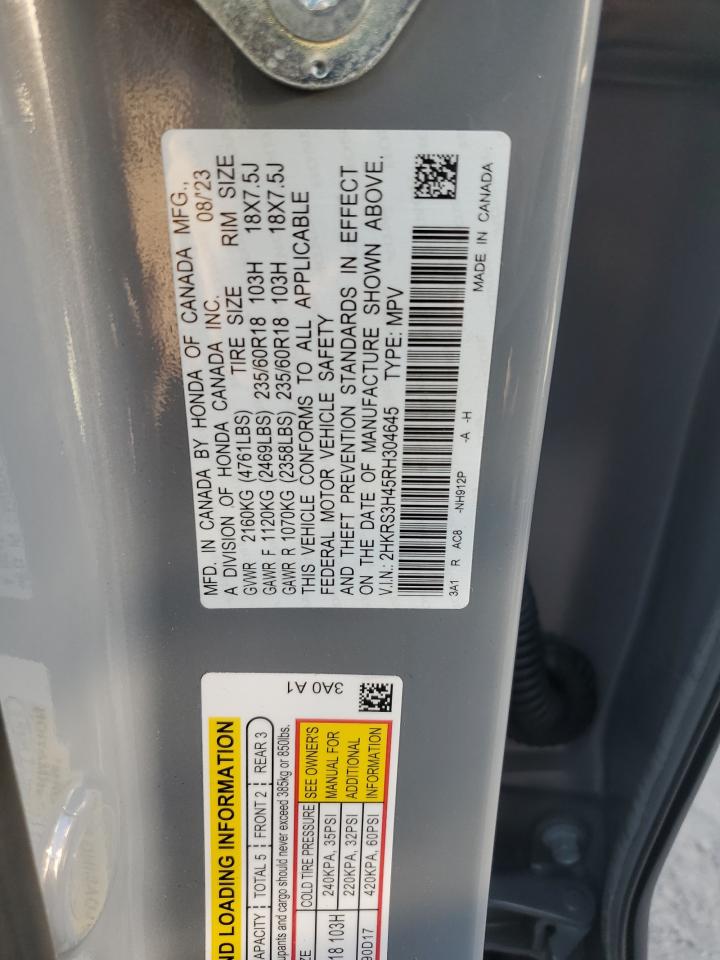 MFD. IN CANADA BY HONDA OF CANADA MFG.,
A DIVISION OF HONDA CANADA INC. 08/23
GVWR 2160KG (4761LBS) TIRE SIZE RIM SIZE
GAWR F 1120KG (2469LBS) 235/60R18 103H 18X7.5J
GAWR R 1070KG (2358LBS) 235/60R18 103H 18X7.5J
THIS VEHICLE CONFORMS TO ALL APPLICABLE
FEDERAL MOTOR VEHICLE SAFETY
AND THEFT PREVENTION STANDARDS IN EFFECT
ON THE DATE OF MANUFACTURE SHOWN ABOVE.
V.I.N.: 2HKRS3H45RH304645 TYPE: MPV
3A1 R AC8 -NH912P -A -H
MADE IN CANADA
LOADING INFORMATION
TOTAL 5 FRONT 2 REAR 3
and cargo should never exceed 385kg or 850lbs.
COLD TIRE PRESSURE SEE OWNER'S
18 103H 240KPA, 35PSI MANUAL FOR
220KPA, 32PSI ADDITIONAL
90D17 420KPA, 60PSI INFORMATION
3A0 A1